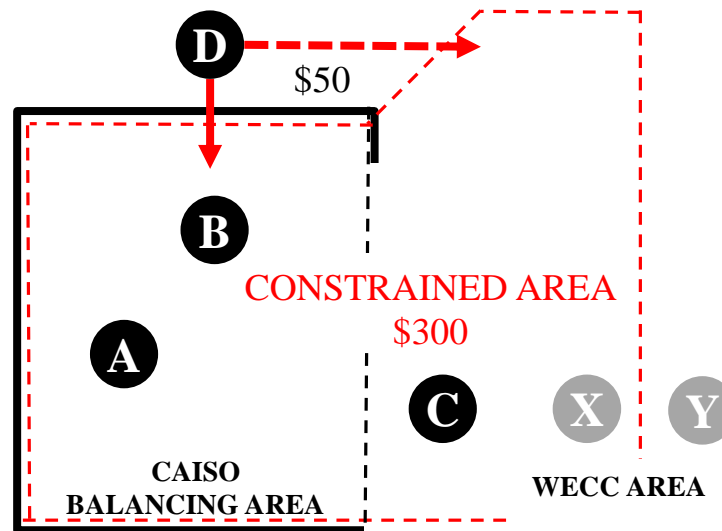 D
$50
B
CONSTRAINED AREA
$300
A
C
X
Y
CAISO
BALANCING AREA
WECC AREA